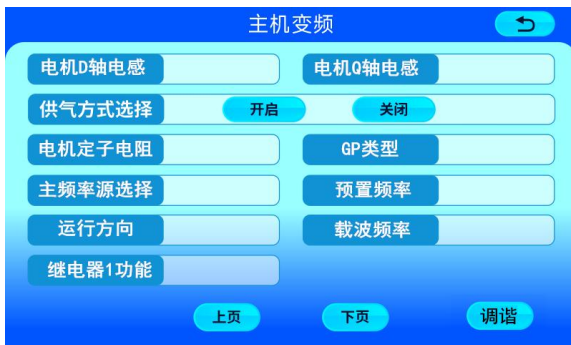 主机变频
电机D轴电感 电机Q轴电感
供气方式选择 开启 关闭
电机定子电阻 GP类型
主频率源选择 预置频率
运行方向 载波频率
继电器1功能
上页 下页 调谐